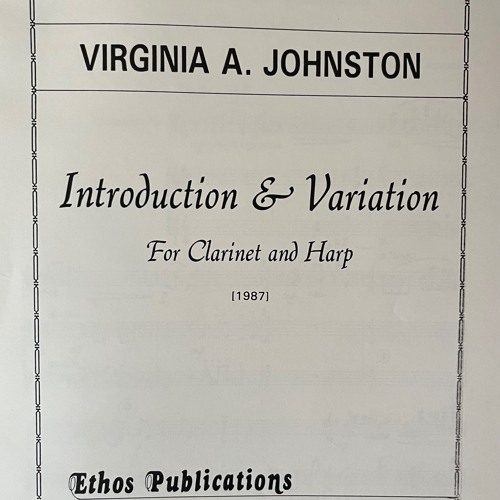 VIRGINIA A. JOHNSTON
Introduction & Variation
For Clarinet and Harp
[1987]
Ethos Publications